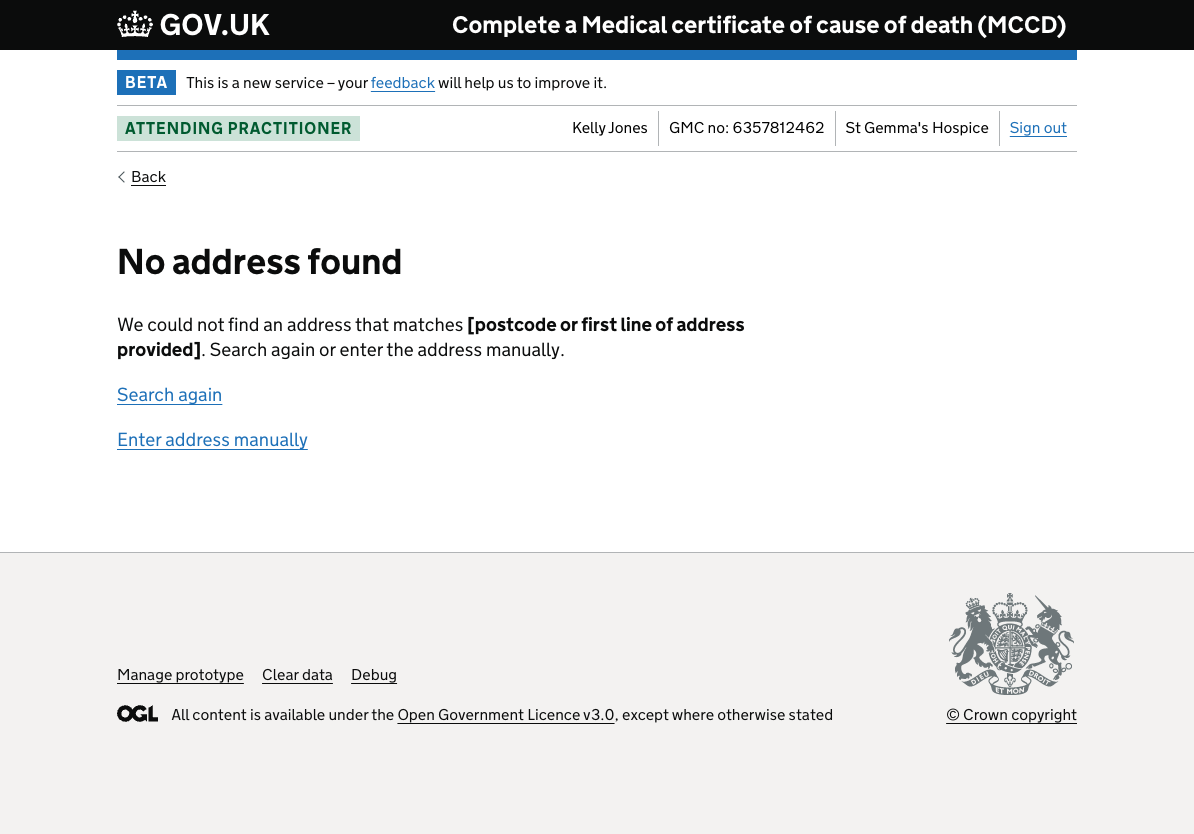 GOV.UK
Complete a Medical certificate of cause of death (MCCD)
BETA This is a new service – your feedback will help us to improve it.
ATTENDING PRACTITIONER
Kelly Jones
GMC no: 6357812462
St Gemma's Hospice
Sign out
Back
No address found
We could not find an address that matches [postcode or first line of address
provided]. Search again or enter the address manually.
Search again
Enter address manually
Manage prototype
Clear data
Debug
OGL All content is available under the Open Government Licence v3.0, except where otherwise stated
DIEU ET MON DROIT
© Crown copyright